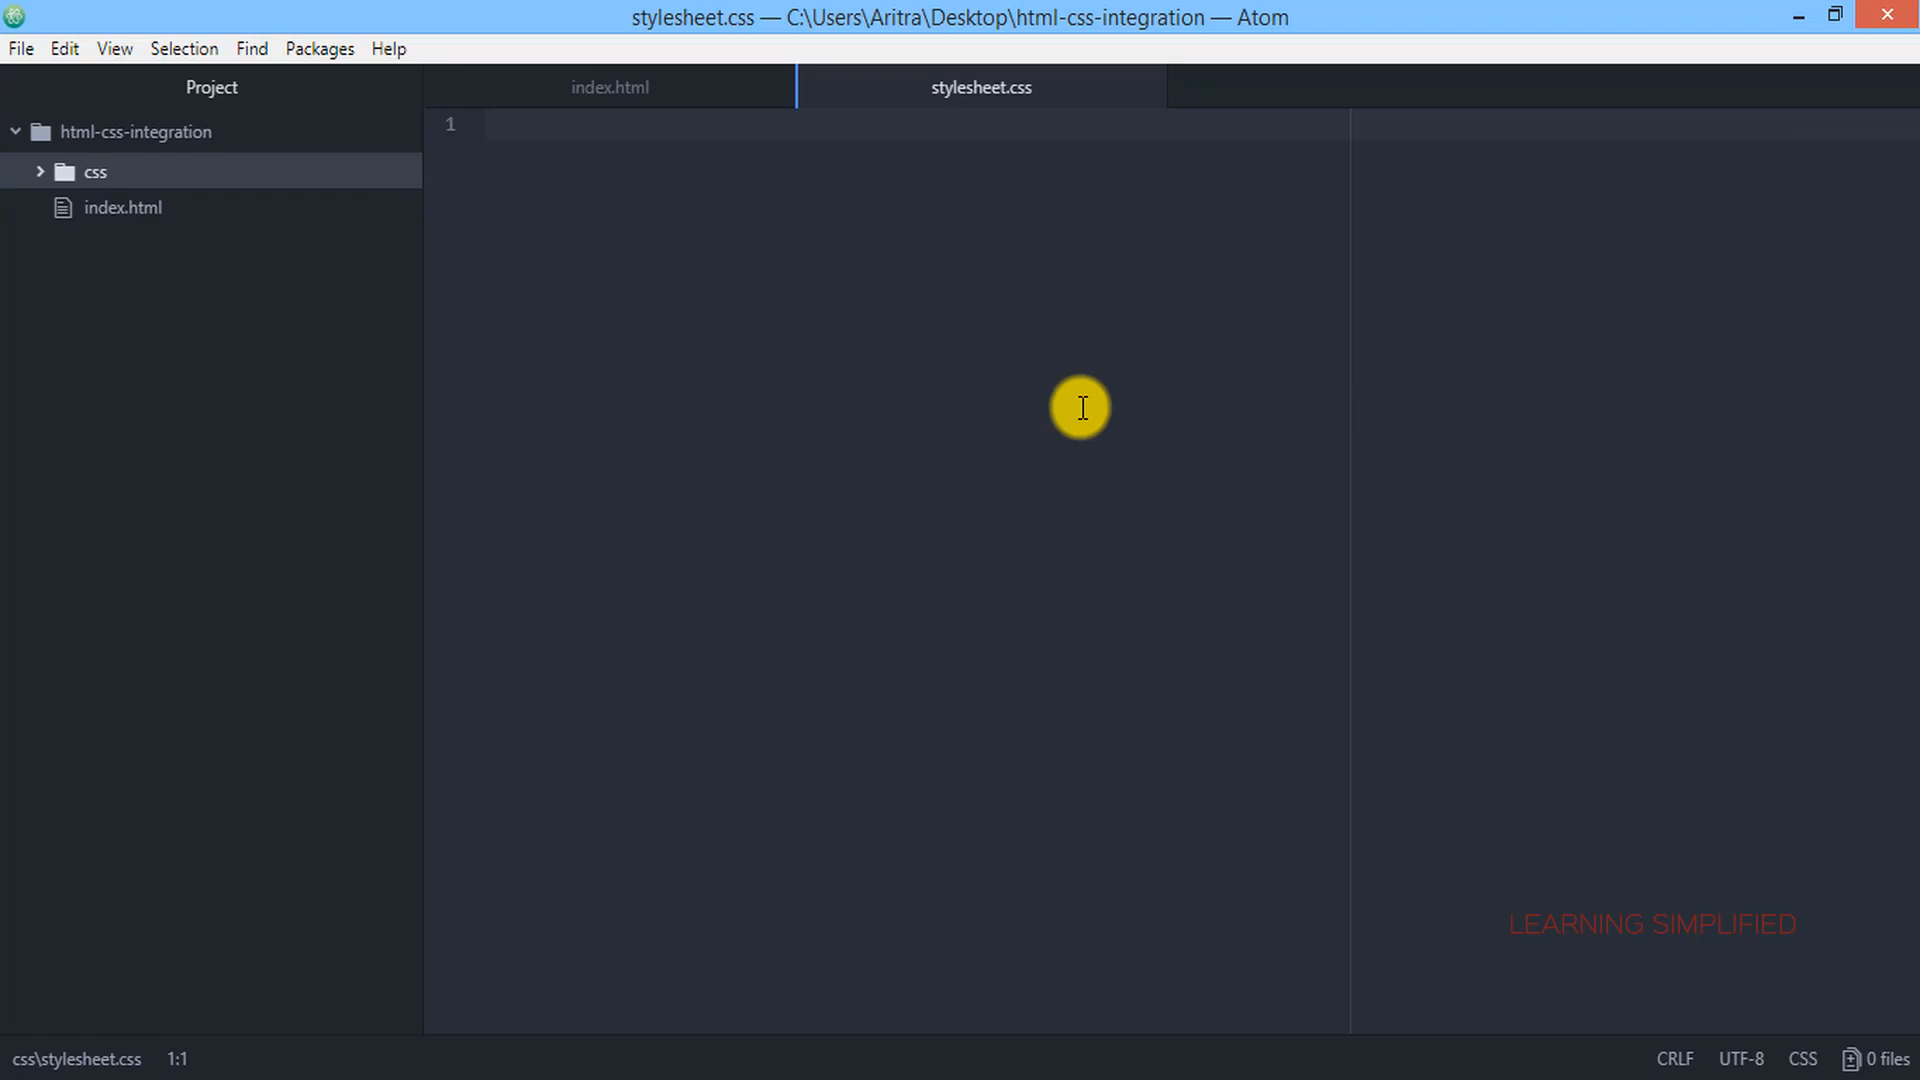 stylesheet.css — C:\Users\Aritra\Desktop\html-css-integration — Atom
File Edit View Selection Find Packages Help
Project
index.html
stylesheet.css
html-css-integration
css
index.html
1
LEARNING SIMPLIFIED
css\stylesheet.css 1:1
CRLF UTF-8 CSS 0 files